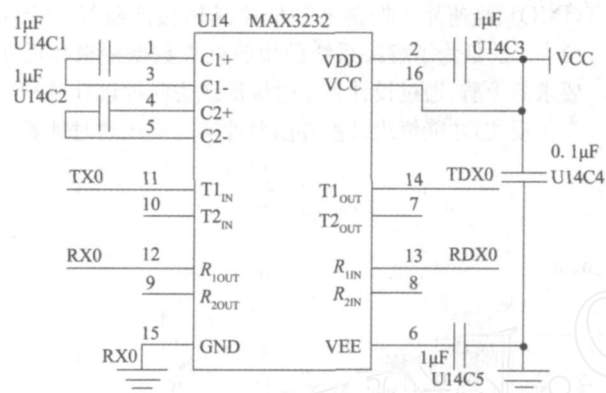 U14 MAX3232
1μF
U14C1
1μF
U14C2
3
4
5
C1+
C1-
C2+
C2-
VDD
VCC
2
16
1μF
U14C3
VCC
0. 1μF
U14C4
TX0
11
10
T1IN
T2IN
T1OUT
T2OUT
14
7
TDX0
RX0
12
9
R1OUT
R2OUT
R1IN
R2IN
13
8
RDX0
15
RX0
GND
VEE
6
1μF
U14C5